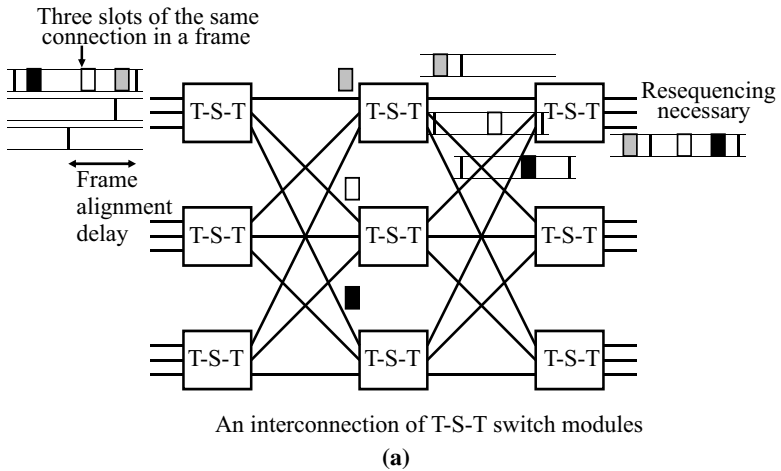 Three slots of the same
connection in a frame
Frame
alignment
delay
Resequencing
necessary
T-S-T
T-S-T
T-S-T
T-S-T
T-S-T
T-S-T
T-S-T
T-S-T
T-S-T
An interconnection of T-S-T switch modules
(a)